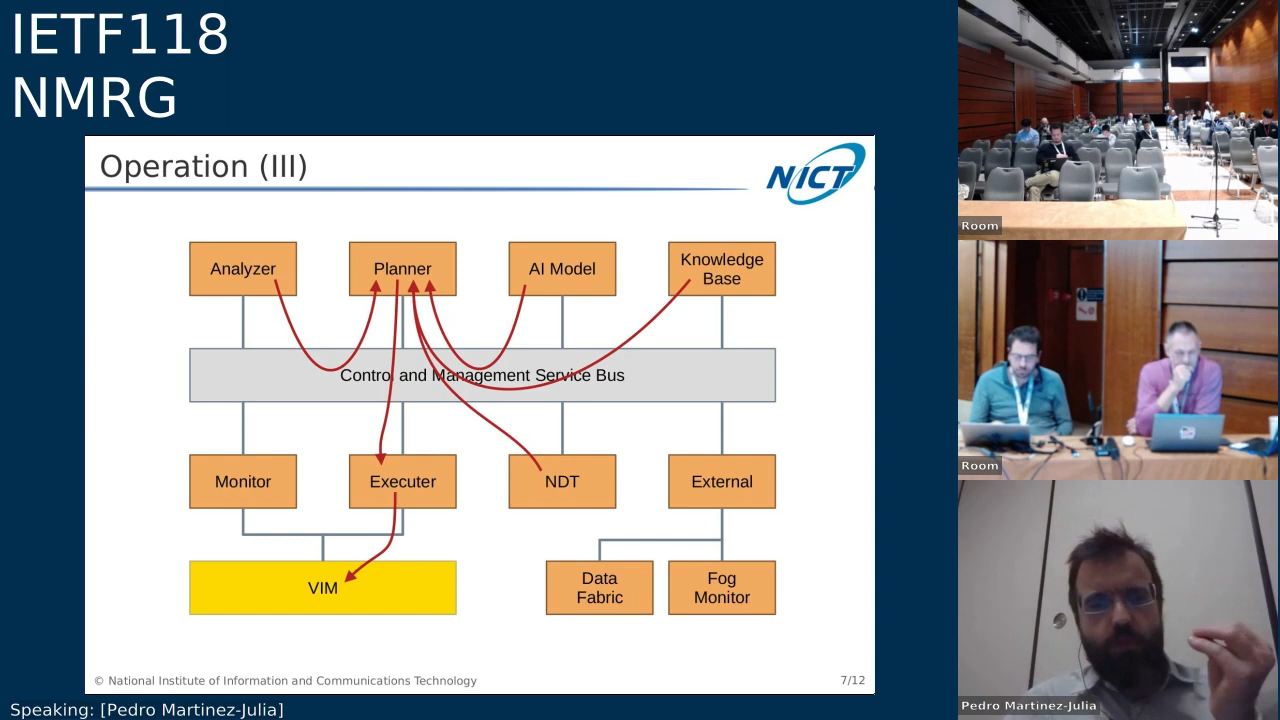 IETF118
NMRG
Operation (III)
NICT
Analyzer
Planner
AI Model
Knowledge
Base
Control and Management Service Bus
Monitor
Executer
NDT
External
VIM
Data
Fabric
Fog
Monitor
© National Institute of Information and Communications Technology
7/12
Room
Room
Pedro Martinez-Julia
Speaking: [Pedro Martinez-Julia]